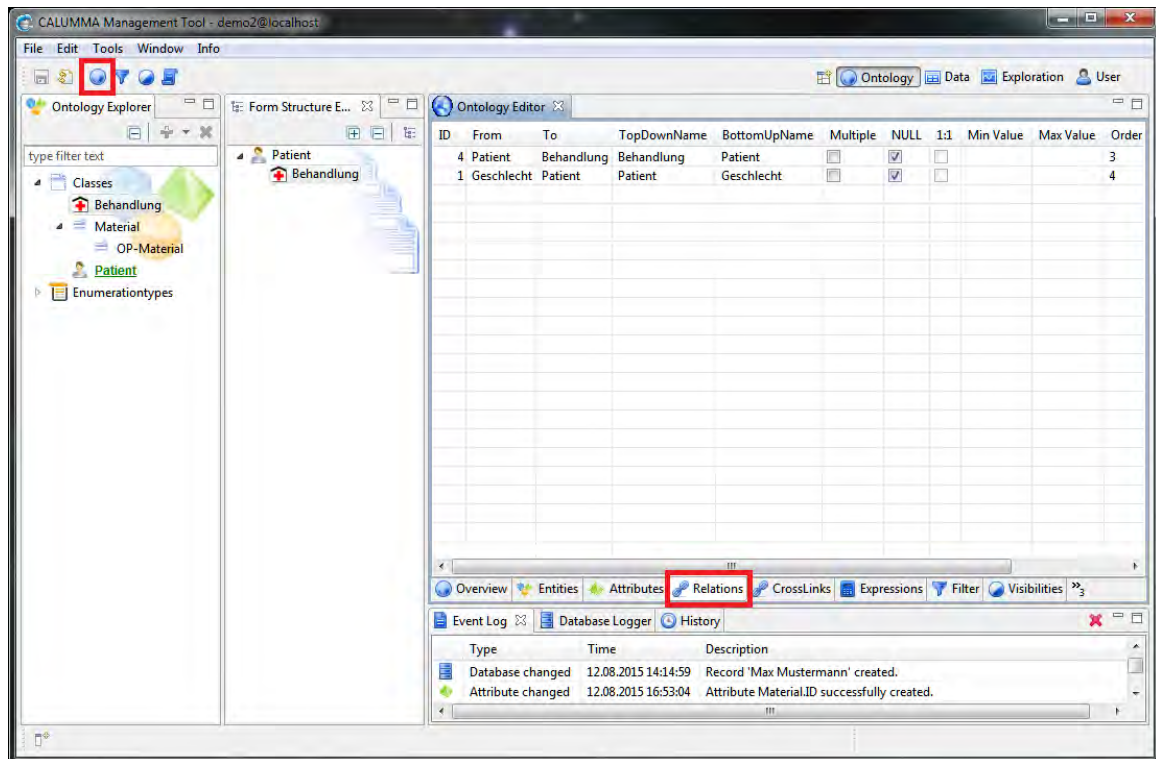 CALUMMA Management Tool - demo2@localhost
File Edit Tools Window Info
Ontology Data Exploration User
Ontology Explorer
type filter text
Classes
Behandlung
Material
OP-Material
Patient
Enumerationtypes
Form Structure E...
Patient
Behandlung
Ontology Editor
ID From To TopDownName BottomUpName Multiple NULL 1:1 Min Value Max Value Order
4 Patient Behandlung Behandlung Patient 3
1 Geschlecht Patient Patient Geschlecht 4
Overview Entities Attributes Relations CrossLinks Expressions Filter Visibilities »3
Event Log Database Logger History
Type Time Description
Database changed 12.08.2015 14:14:59 Record 'Max Mustermann' created.
Attribute changed 12.08.2015 16:53:04 Attribute Material.ID successfully created.